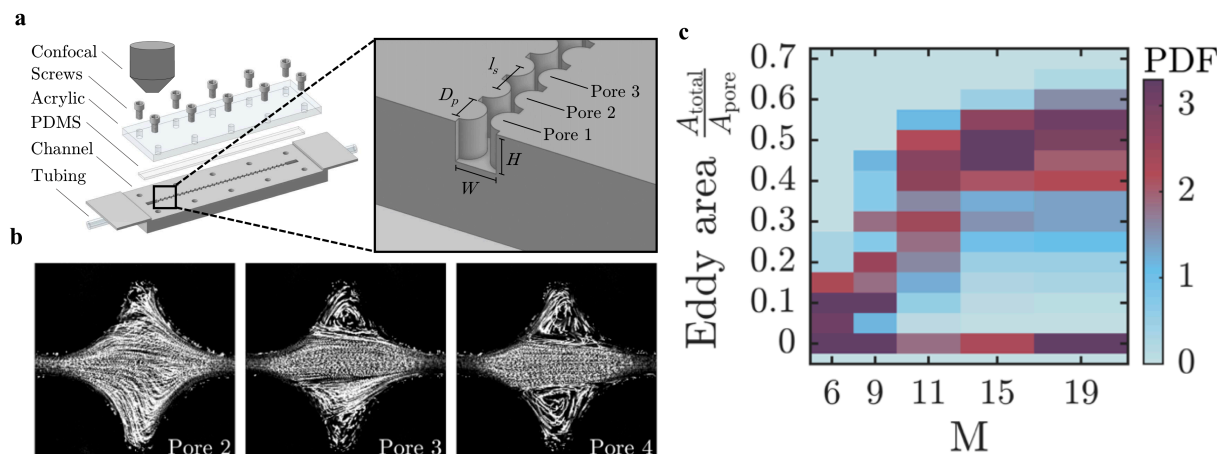 a
Confocal
Screws
Acrylic
PDMS
Channel
Tubing
l_s
D_p
Pore 3
Pore 2
Pore 1
H
W
b
Pore 2
Pore 3
Pore 4
c
Eddy area A_total/A_pore
0.7
0.6
0.5
0.4
0.3
0.2
0.1
0
6 9 11 15 19
M
PDF
3
2
1
0